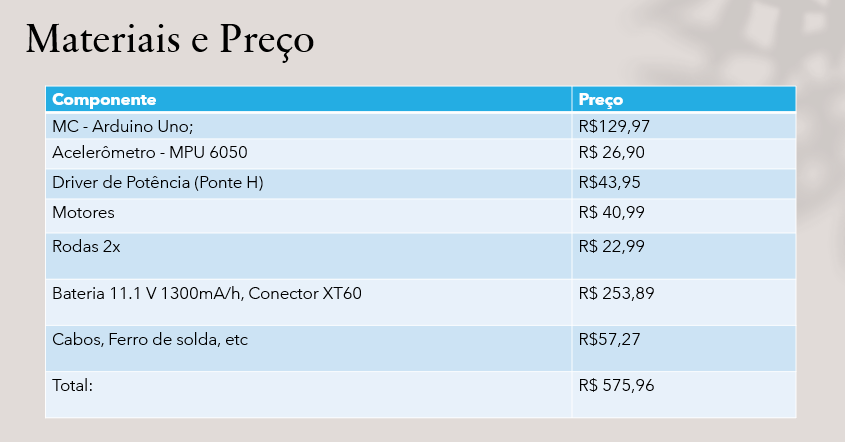 Materiais e Preço
Componente Preço
MC - Arduino Uno; R$129,97
Acelerômetro - MPU 6050 R$ 26,90
Driver de Potência (Ponte H) R$43,95
Motores R$ 40,99
Rodas 2x R$ 22,99
Bateria 11.1 V 1300mA/h, Conector XT60 R$ 253,89
Cabos, Ferro de solda, etc R$57,27
Total: R$ 575,96